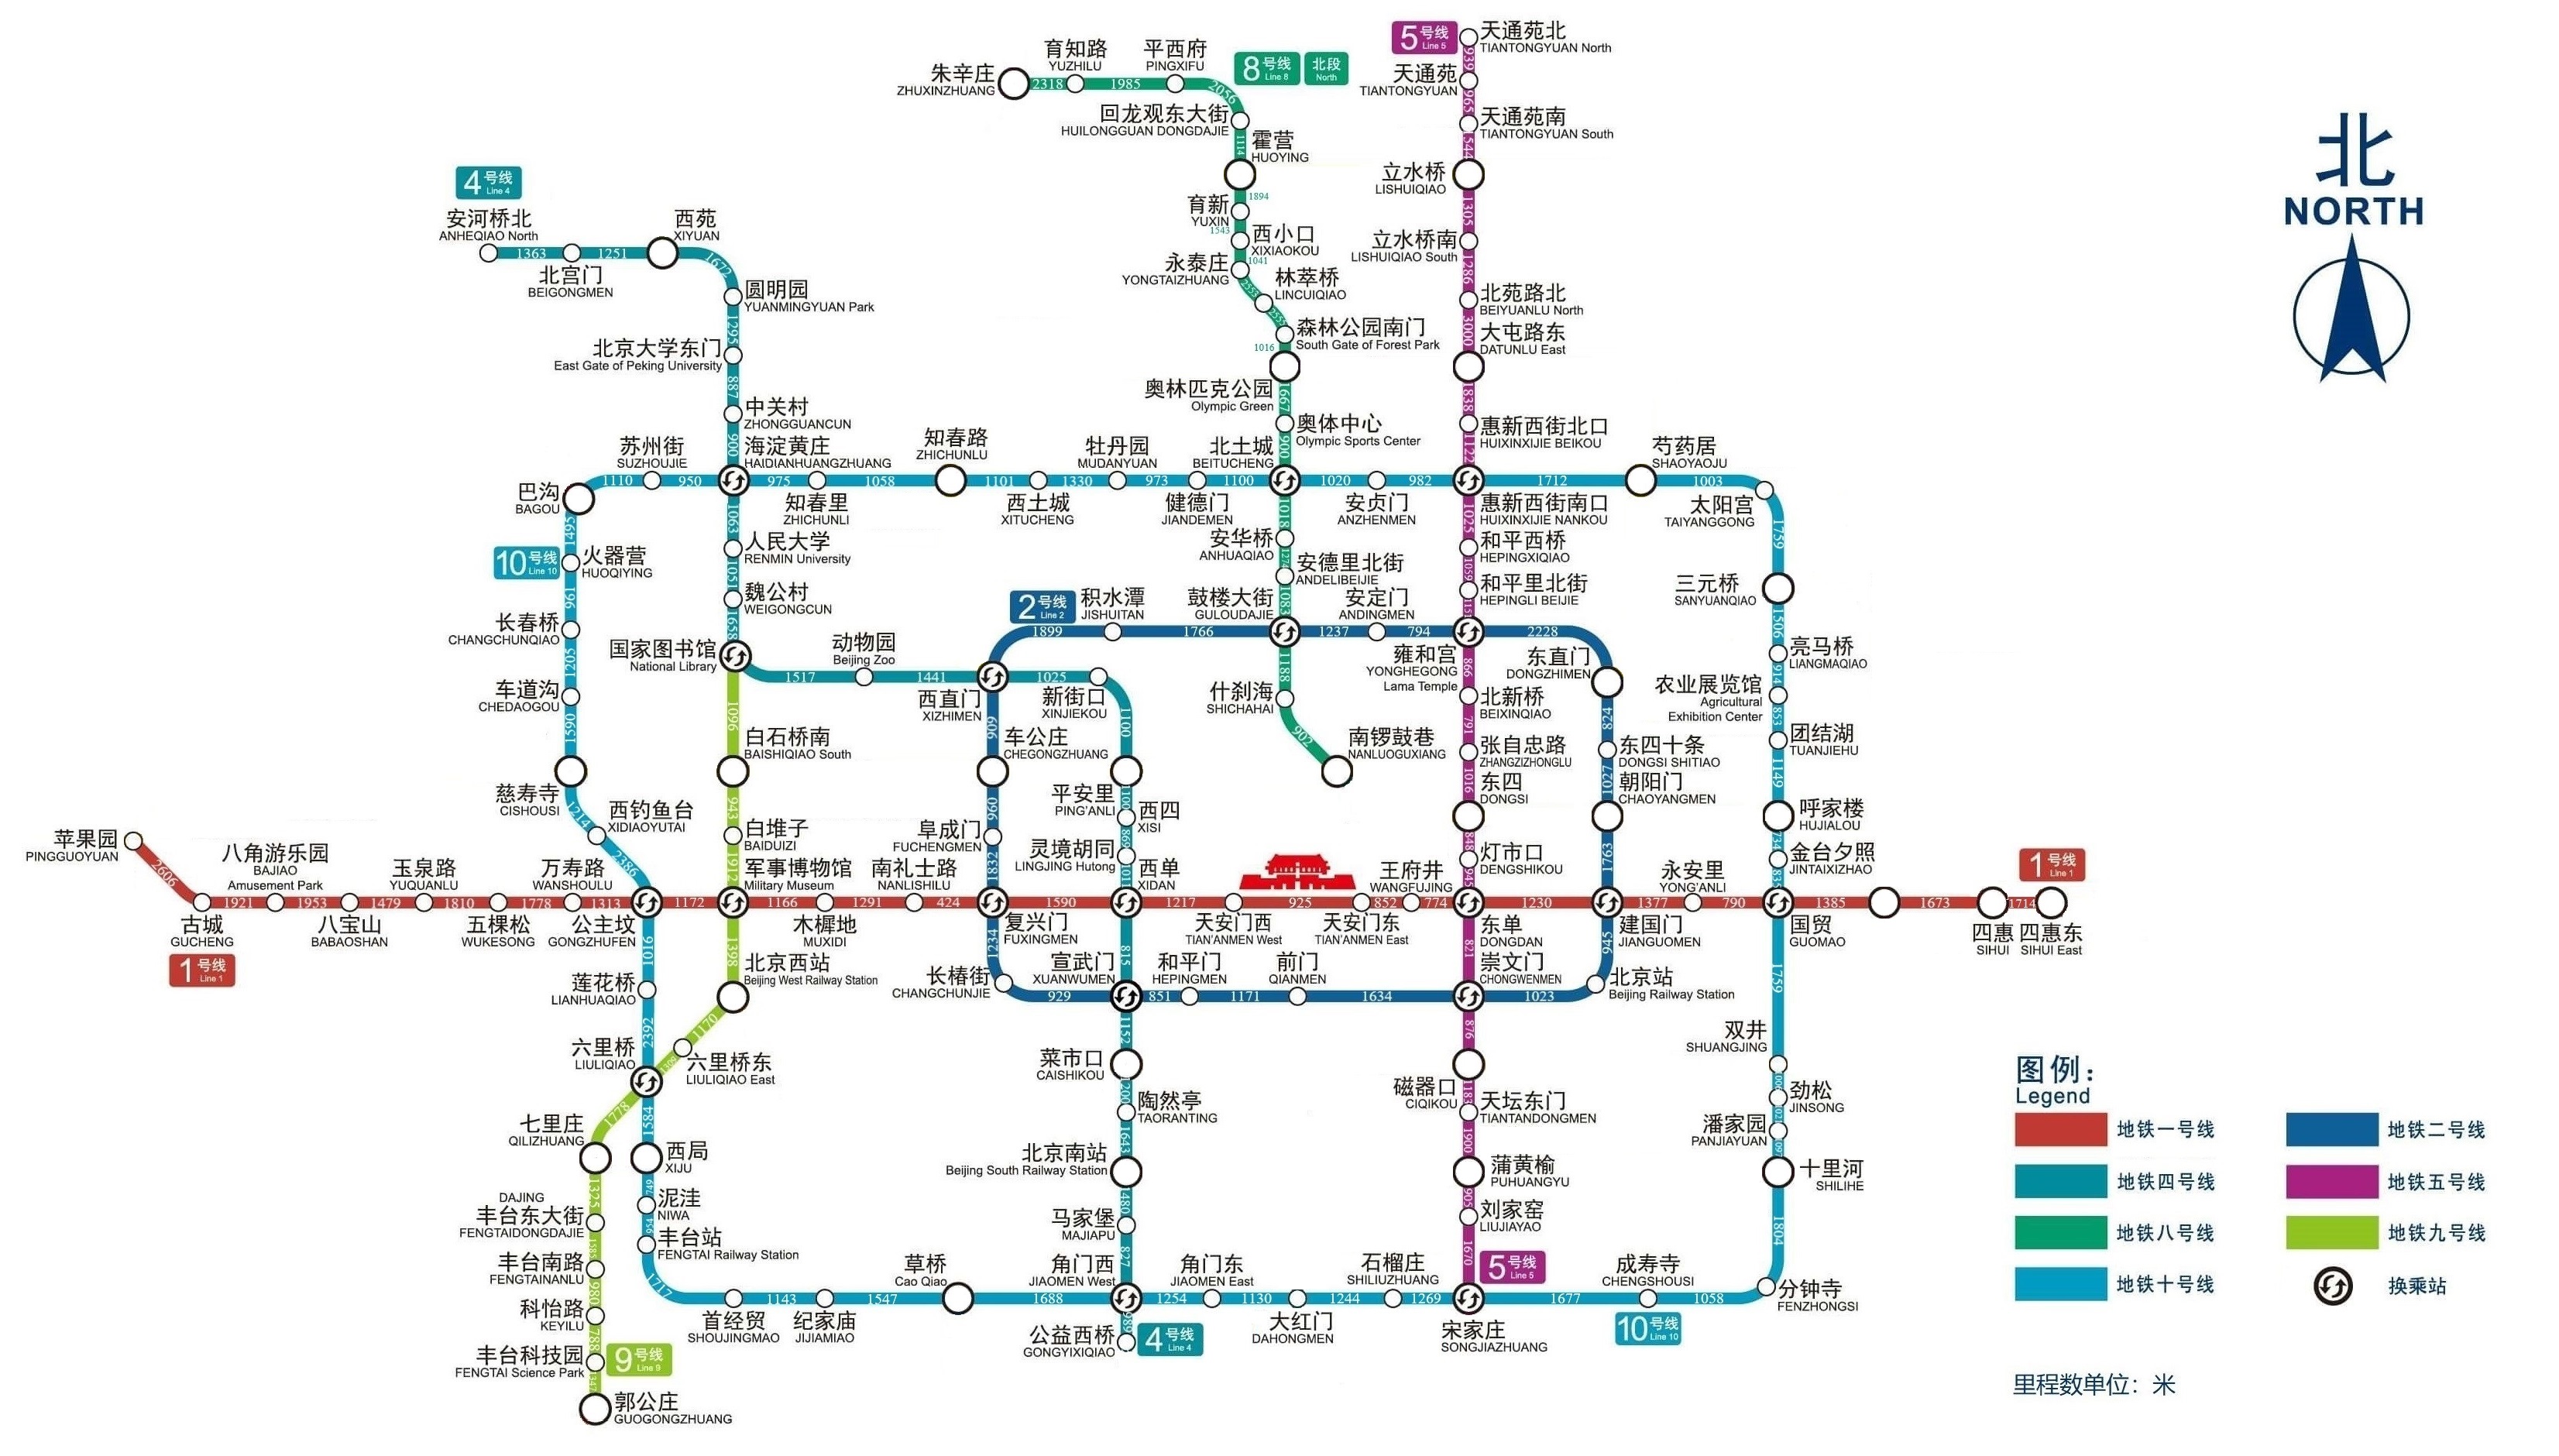 5号线
Line 5
天通苑北
TIANTONGYUAN North
939
天通苑
TIANTONGYUAN
965
天通苑南
TIANTONGYUAN South
544
立水桥
LISHUIQIAO
1305
立水桥南
LISHUIQIAO South
1286
北苑路北
BEIYUANLU North
3000
大屯路东
DATUNLU East
1838
惠新西街北口
HUIXINXIJIE BEIKOU
1122
惠新西街南口
HUIXINXIJIE NANKOU
1025
和平西桥
HEPINGXIQIAO
1059
和平里北街
HEPINGLI BEIJIE
雍和宫
YONGHEGONG
Lama Temple
866
北新桥
BEIXINQIAO
791
张自忠路
ZHANGZIZHONGLU
1016
东四
DONGSI
848
灯市口
DENGSHIKOU
945
东单
DONGDAN
821
崇文门
CHONGWENMEN
876
磁器口
CIQIKOU
1183
天坛东门
TIANTANDONGMEN
1900
蒲黄榆
PUHUANGYU
905
刘家窑
LIUJIAYAO
1670
5号线
Line 5
宋家庄
SONGJIAZHUANG
8号线
Line 8
北段
North
朱辛庄
ZHUXINZHUANG
2318
育知路
YUZHILU
1985
平西府
PINGXIFU
2056
回龙观东大街
HUILONGGUAN DONGDAJIE
1114
霍营
HUOYING
1894
育新
YUXIN
1543
西小口
XIXIAOKOU
1041
永泰庄
YONGTAIZHUANG
2553
林萃桥
LINCUIQIAO
2555
森林公园南门
South Gate of Forest Park
1016
奥林匹克公园
Olympic Green
1667
奥体中心
Olympic Sports Center
900
北土城
BEITUCHENG
1018
安华桥
ANHUAQIAO
1274
安德里北街
ANDELIBEIJIE
1083
鼓楼大街
GULOUDAJIE
1188
什刹海
SHICHAHAI
902
南锣鼓巷
NANLUOGUXIANG
4号线
Line 4
安河桥北
ANHEQIAO North
1363
北宫门
BEIGONGMEN
1251
西苑
XIYUAN
1672
圆明园
YUANMINGYUAN Park
1295
北京大学东门
East Gate of Peking University
887
中关村
ZHONGGUANCUN
900
海淀黄庄
HAIDIANHUANGZHUANG
1063
人民大学
RENMIN University
1051
魏公村
WEIGONGCUN
1658
国家图书馆
National Library
1517
动物园
Beijing Zoo
1441
西直门
XIZHIMEN
1025
新街口
XINJIEKOU
1100
平安里
PING'ANLI
1100
西四
XISI
869
灵境胡同
LINGJING Hutong
1011
西单
XIDAN
815
宣武门
XUANWUMEN
1152
菜市口
CAISHIKOU
1200
陶然亭
TAORANTING
1643
北京南站
Beijing South Railway Station
1480
马家堡
MAJIAPU
827
角门西
JIAOMEN West
989
公益西桥
GONGYIXIQIAO
4号线
Line 4
10号线
Line 10
巴沟
BAGOU
1110
苏州街
SUZHOUJIE
950
975
知春里
ZHICHUNLI
1058
知春路
ZHICHUNLU
1101
西土城
XITUCHENG
1330
牡丹园
MUDANYUAN
973
健德门
JIANDEMEN
1100
1020
安贞门
ANZHENMEN
982
1712
芍药居
SHAOYAOJU
1003
太阳宫
TAIYANGGONG
1759
三元桥
SANYUANQIAO
1506
亮马桥
LIANGMAQIAO
914
农业展览馆
Agricultural
Exhibition Center
853
团结湖
TUANJIEHU
1149
呼家楼
HUJIALOU
734
金台夕照
JINTAIXIZHAO
835
国贸
GUOMAO
1759
双井
SHUANGJING
劲松
JINSONG
潘家园
PANJIAYUAN
十里河
SHILIHE
1804
分钟寺
FENZHONGSI
1058
成寿寺
CHENGSHOUSI
1677
10号线
Line 10
1269
石榴庄
SHILIUZHUANG
1244
大红门
DAHONGMEN
1130
角门东
JIAOMEN East
1254
1688
草桥
Cao Qiao
1547
纪家庙
JIJIAMIAO
1143
首经贸
SHOUJINGMAO
1717
丰台站
FENGTAI Railway Station
954
泥洼
NIWA
749
西局
XIJU
1584
六里桥
LIULIQIAO
2392
莲花桥
LIANHUAQIAO
1016
公主坟
GONGZHUFEN
2386
西钓鱼台
XIDIAOYUTAI
1214
慈寿寺
CISHOUSI
1590
车道沟
CHEDAOGOU
1205
长春桥
CHANGCHUNQIAO
961
火器营
HUOQIYING
1495
2号线
Line 2
1899
积水潭
JISHUITAN
1766
1237
安定门
ANDINGMEN
794
2228
东直门
DONGZHIMEN
824
东四十条
DONGSI SHITIAO
1027
朝阳门
CHAOYANGMEN
1763
建国门
JIANGUOMEN
945
北京站
Beijing Railway Station
1023
1634
前门
QIANMEN
1171
和平门
HEPINGMEN
851
929
长椿街
CHANGCHUNJIE
1234
复兴门
FUXINGMEN
1832
阜成门
FUCHENGMEN
960
车公庄
CHEGONGZHUANG
909
苹果园
PINGGUOYUAN
2606
古城
GUCHENG
1号线
Line 1
1921
八角游乐园
BAJIAO
Amusement Park
1953
八宝山
BABAOSHAN
1479
玉泉路
YUQUANLU
1810
五棵松
WUKESONG
1778
万寿路
WANSHOULU
1313
1172
军事博物馆
Military Museum
1166
木樨地
MUXIDI
1291
南礼士路
NANLISHILU
424
1590
1217
天安门西
TIAN'ANMEN West
925
天安门东
TIAN'ANMEN East
852
王府井
WANGFUJING
774
1230
1377
永安里
YONG'ANLI
790
1385
1673
四惠
SIHUI
1714
四惠东
SIHUI East
1号线
Line 1
1096
白石桥南
BAISHIQIAO South
943
白堆子
BAIDUIZI
1912
1398
北京西站
Beijing West Railway Station
1170
六里桥东
LIULIQIAO East
1309
1778
七里庄
QILIZHUANG
1325
DAJING
丰台东大街
FENGTAIDONGDAJIE
1585
丰台南路
FENGTAINANLU
980
科怡路
KEYILU
788
丰台科技园
FENGTAI Science Park
9号线
Line 9
1347
郭公庄
GUOGONGZHUANG
北
NORTH
图例：
Legend
地铁一号线
地铁二号线
地铁四号线
地铁五号线
地铁八号线
地铁九号线
地铁十号线
换乘站
里程数单位：米